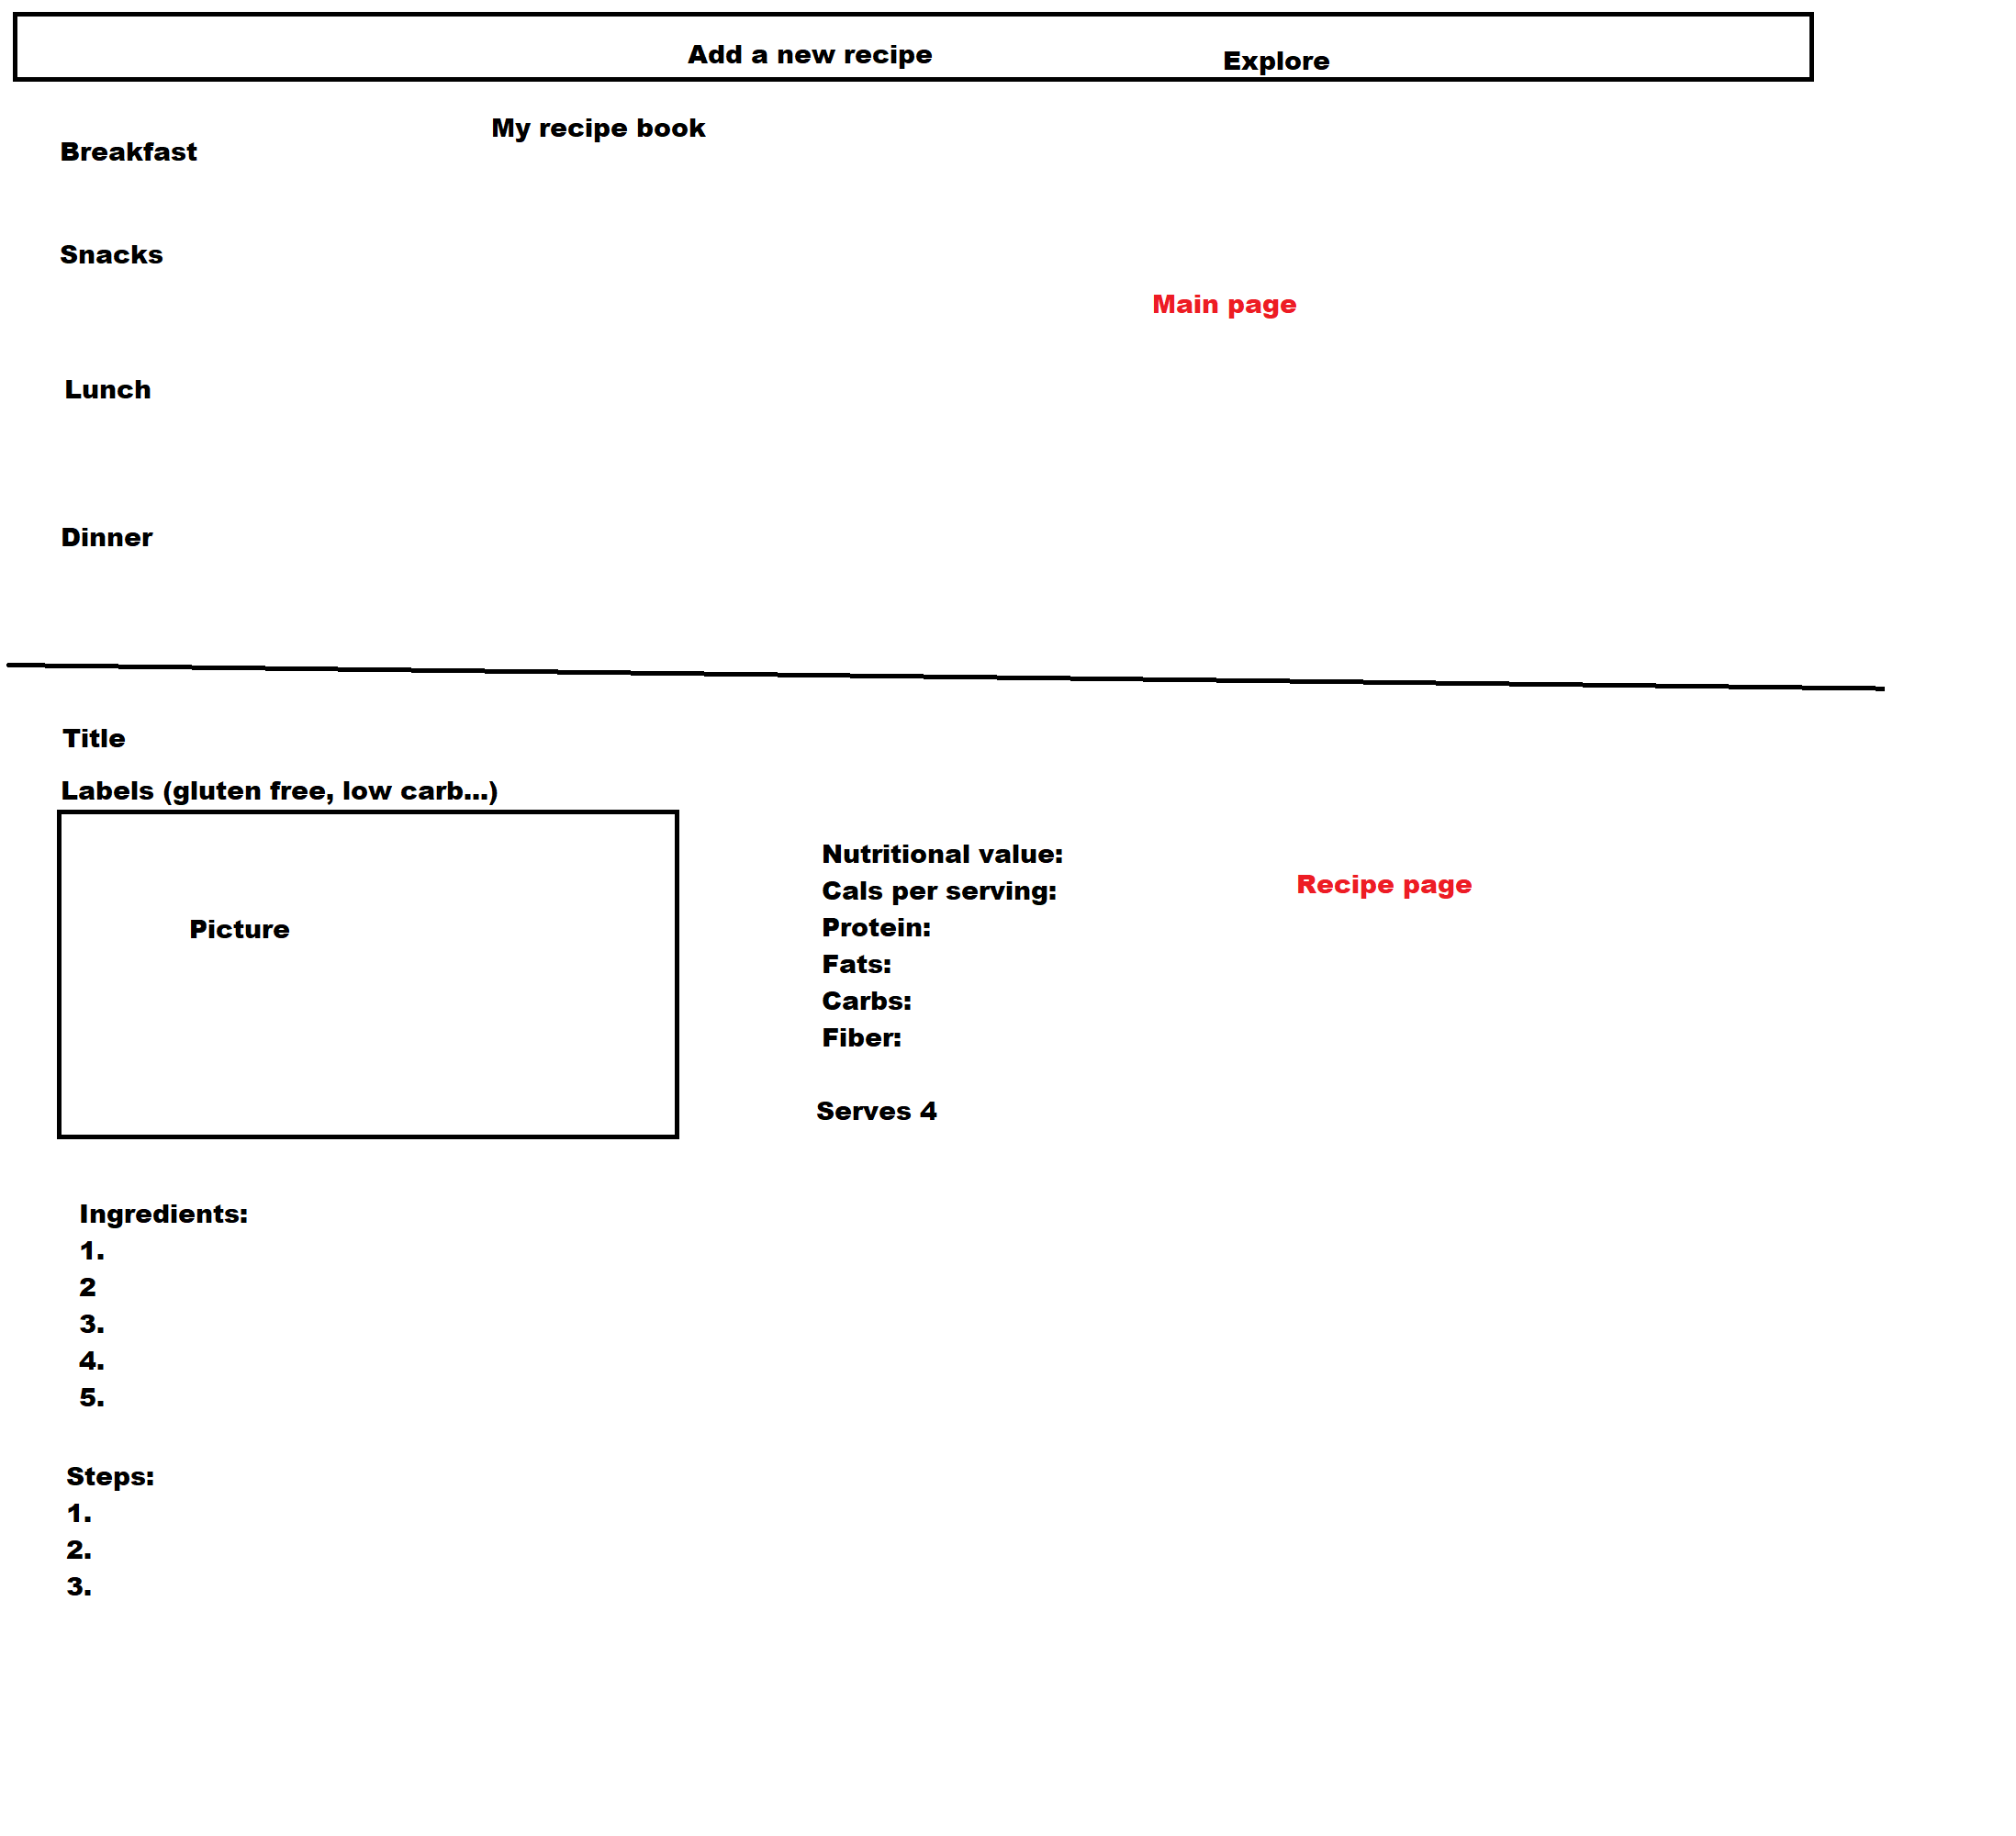 Add a new recipe
Explore
My recipe book
Breakfast
Snacks
Main page
Lunch
Dinner
Title
Labels (gluten free, low carb...)
Picture
Nutritional value:
Cals per serving:
Protein:
Fats:
Carbs:
Fiber:
Serves 4
Recipe page
Ingredients:
1.
2
3.
4.
5.
Steps:
1.
2.
3.